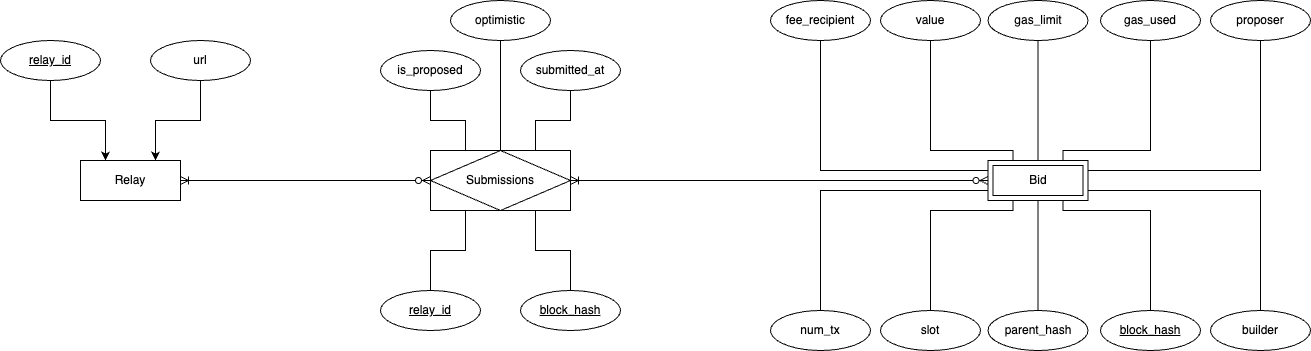 optimistic
fee_recipient
value
gas_limit
gas_used
proposer
relay_id
url
is_proposed
submitted_at
Relay
Submissions
Bid
relay_id
block_hash
num_tx
slot
parent_hash
block_hash
builder